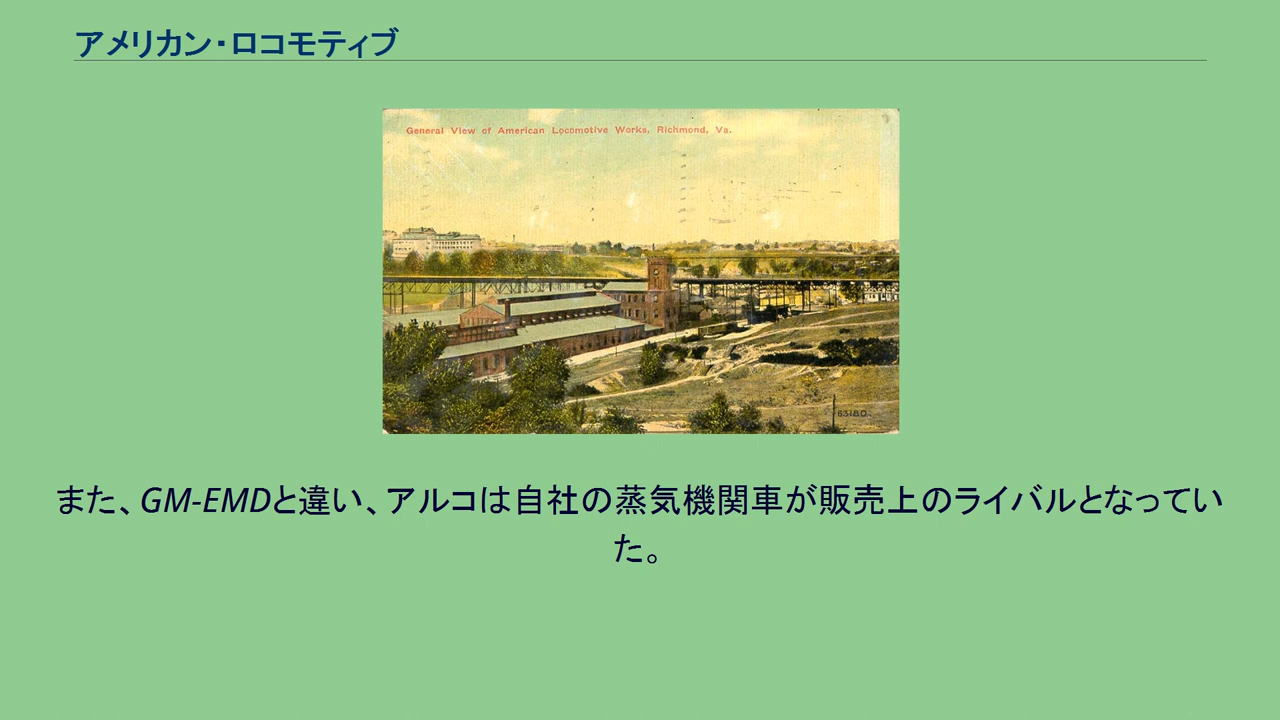 アメリカン・ロコモティブ
General View of American Locomotive Works, Richmond, Va.
63180.
また、GM-EMDと違い、アルコは自社の蒸気機関車が販売上のライバルとなってい
た。